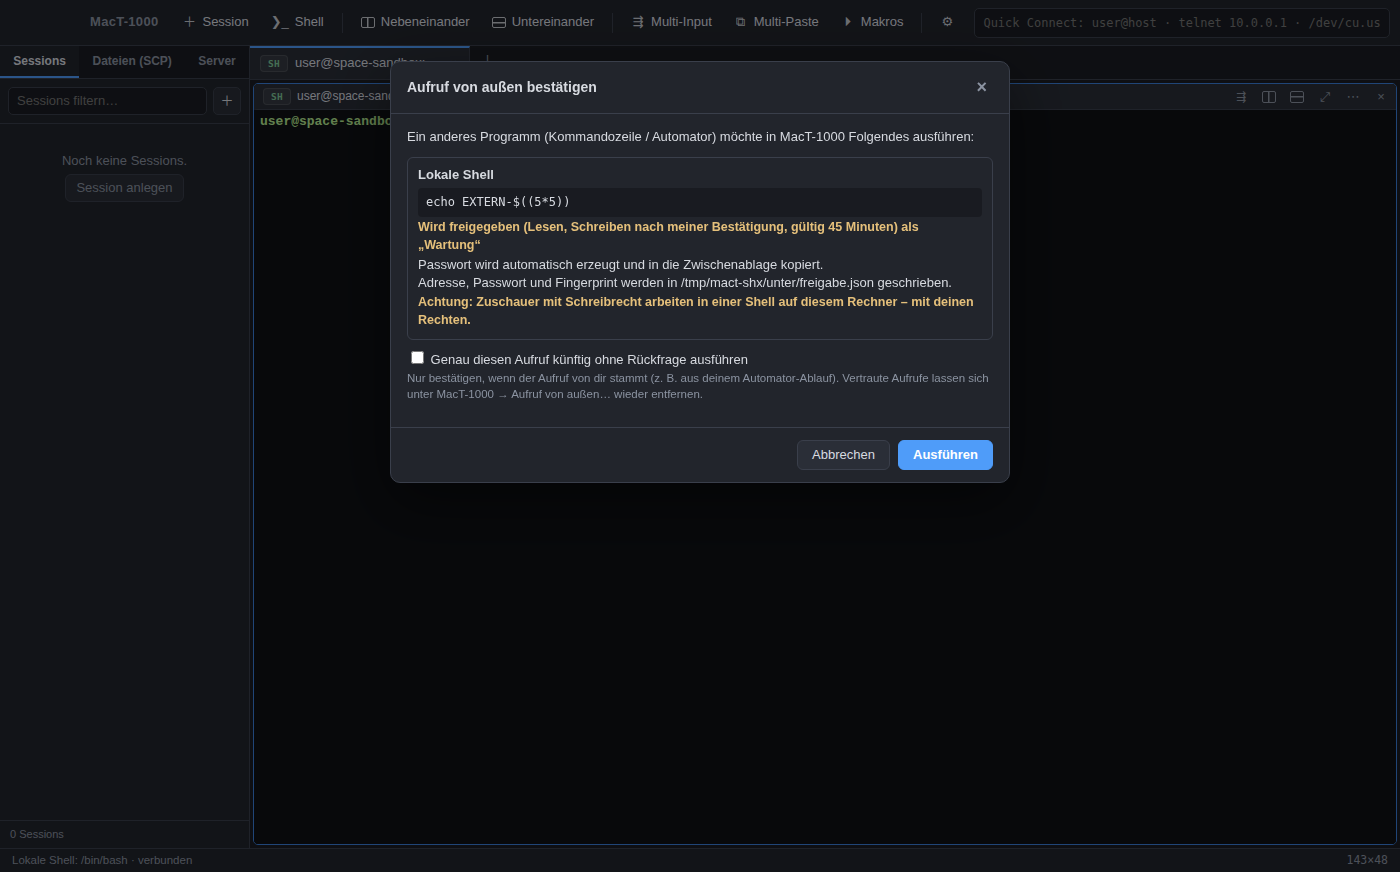 MacT-1000
+ Session
❯_ Shell
Nebeneinander
Untereinander
Multi-Input
Multi-Paste
Makros
Quick Connect: user@host · telnet 10.0.0.1 · /dev/cu.us
Sessions
Dateien (SCP)
Server
SH user@space-sandbox
Sessions filtern…
+
Noch keine Sessions.
Session anlegen
SH user@space-sand
user@space-sandbo
Aufruf von außen bestätigen
×
Ein anderes Programm (Kommandozeile / Automator) möchte in MacT-1000 Folgendes ausführen:
Lokale Shell
echo EXTERN-$((5*5))
Wird freigegeben (Lesen, Schreiben nach meiner Bestätigung, gültig 45 Minuten) als
„Wartung“
Passwort wird automatisch erzeugt und in die Zwischenablage kopiert.
Adresse, Passwort und Fingerprint werden in /tmp/mact-shx/unter/freigabe.json geschrieben.
Achtung: Zuschauer mit Schreibrecht arbeiten in einer Shell auf diesem Rechner – mit deinen
Rechten.
Genau diesen Aufruf künftig ohne Rückfrage ausführen
Nur bestätigen, wenn der Aufruf von dir stammt (z. B. aus deinem Automator-Ablauf). Vertraute Aufrufe lassen sich
unter MacT-1000 → Aufruf von außen… wieder entfernen.
Abbrechen
Ausführen
0 Sessions
Lokale Shell: /bin/bash · verbunden
143×48